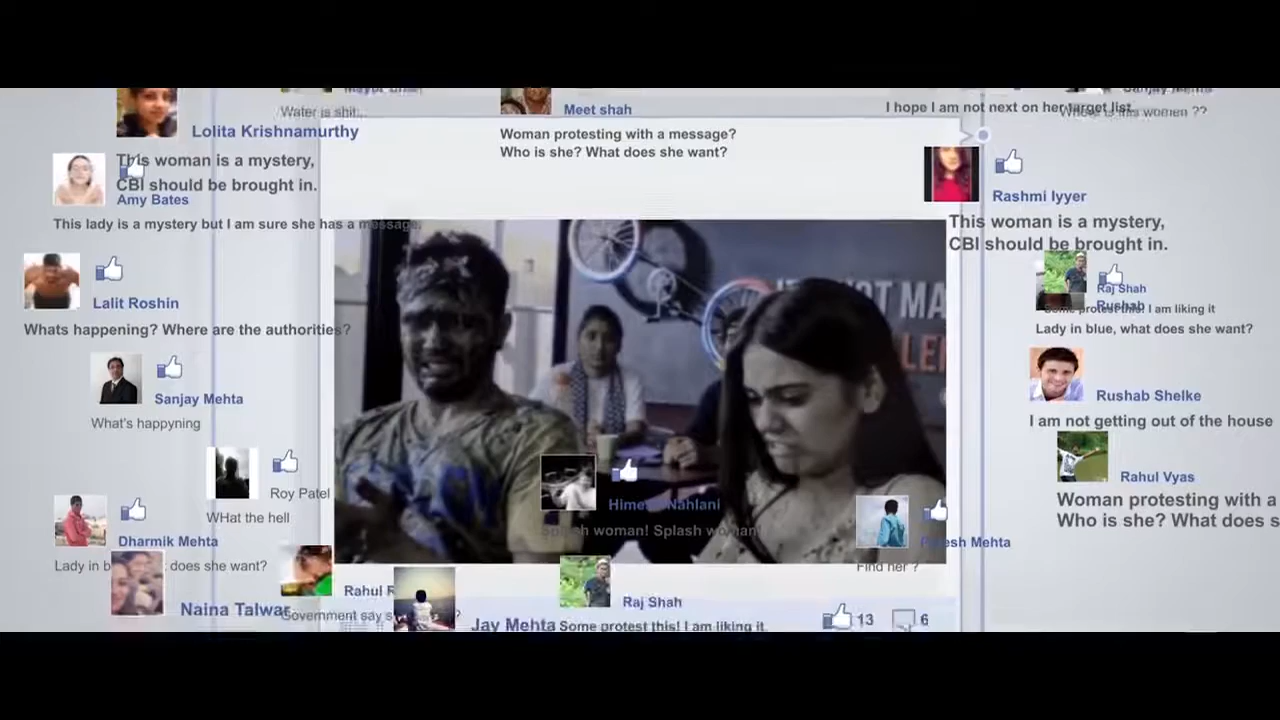 Meet shah
I hope I am not next on her target list
Water is shit..
Where is this women ??
Lolita Krishnamurthy
This woman is a mystery,
CBI should be brought in.
Woman protesting with a message?
Who is she? What does she want?
Amy Bates
This lady is a mystery but I am sure she has a message.
Rashmi Iyyer
This woman is a mystery,
CBI should be brought in.
Lalit Roshin
Whats happening? Where are the authorities?
Raj Shah
Rushab
Some protest this! I am liking it
Lady in blue, what does she want?
Sanjay Mehta
What's happyning
Rushab Shelke
I am not getting out of the house
Roy Patel
WHat the hell
Rahul Vyas
Woman protesting with a
Who is she? What does s
Splash woman! Splash woman!
Dharmik Mehta
Lady in b does she want?
Mehta
Find her ?
Naina Talwar
Rahul R
Government say s
Jay Mehta
Raj Shah
Some protest this! I am liking it.
13
6